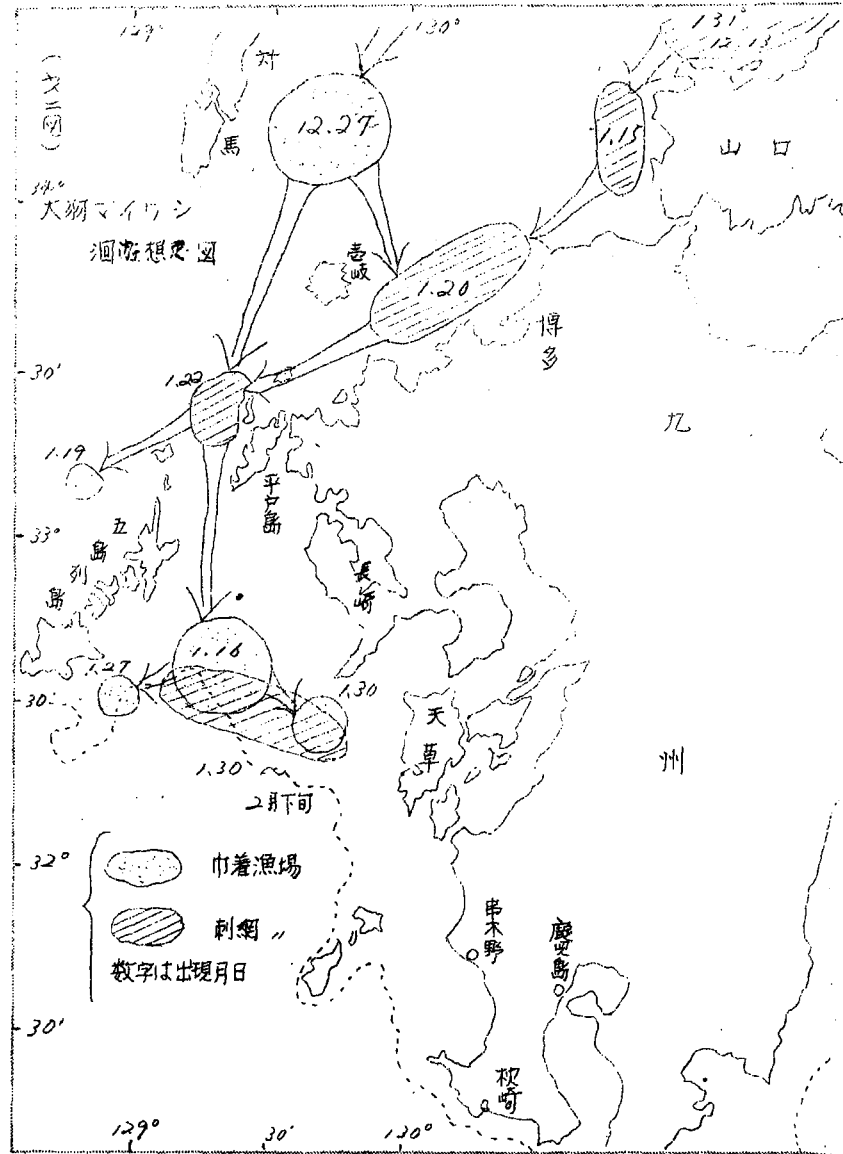 129°
130°
131°
12.13
(オ二図)
対
馬
12.27
1.15
山口
34°
大羽マイワシ
洄游想定図
壱岐
1.20
博多
30'
1.22
九
1.19
平戸島
33°
五島列島
長崎
1.16
1.27
1.30
30'
天草
州
1.30
2月下旬
32°
巾着漁場
刺網 〃
数字は出現月日
串木野
鹿児島
30'
枕崎
129°
30'
130°